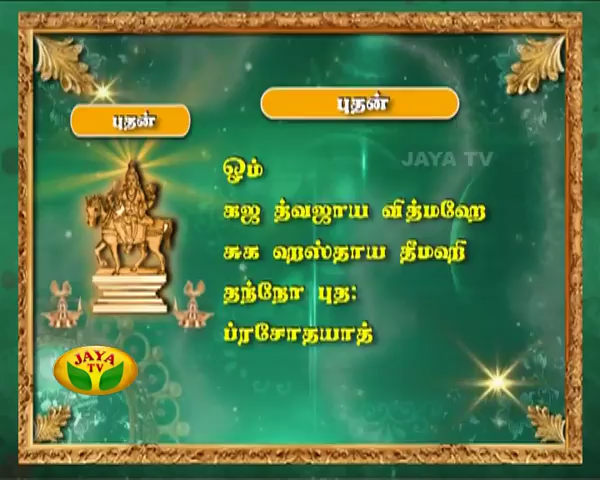 புதன்
புதன்
JAYA TV
ஓம்
கஜ த்வஜாய வித்மஹே
சுக ஹஸ்தாய தீமஹி
தந்நோ புத:
ப்ரசோதயாத்
JAYA
TV